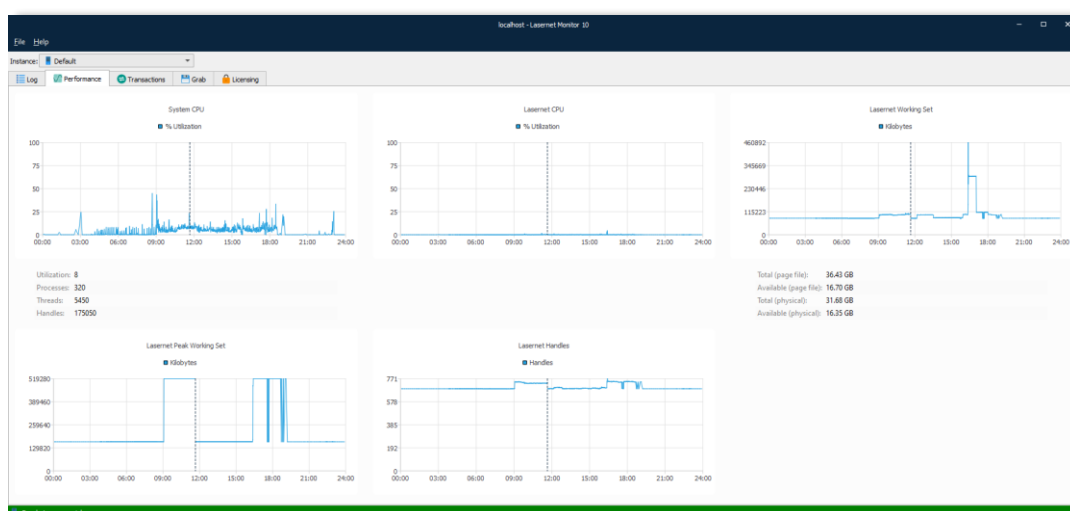 localhost - Lasernet Monitor 10
File Help
Instance: Default
Log Performance Transactions Grab Licensing
System CPU
% Utilization
100
75
50
25
0
00:00 03:00 06:00 09:00 12:00 15:00 18:00 21:00 24:00
Utilization: 8
Processes: 320
Threads: 5450
Handles: 175050
Lasernet CPU
% Utilization
100
75
50
25
0
00:00 03:00 06:00 09:00 12:00 15:00 18:00 21:00 24:00
Lasernet Working Set
Kilobytes
460892
345669
230446
115223
0
00:00 03:00 06:00 09:00 12:00 15:00 18:00 21:00 24:00
Total (page file): 36.43 GB
Available (page file): 16.70 GB
Total (physical): 31.68 GB
Available (physical): 16.35 GB
Lasernet Peak Working Set
Kilobytes
519280
389460
259640
129820
0
00:00 03:00 06:00 09:00 12:00 15:00 18:00 21:00 24:00
Lasernet Handles
Handles
771
578
385
192
0
00:00 03:00 06:00 09:00 12:00 15:00 18:00 21:00 24:00